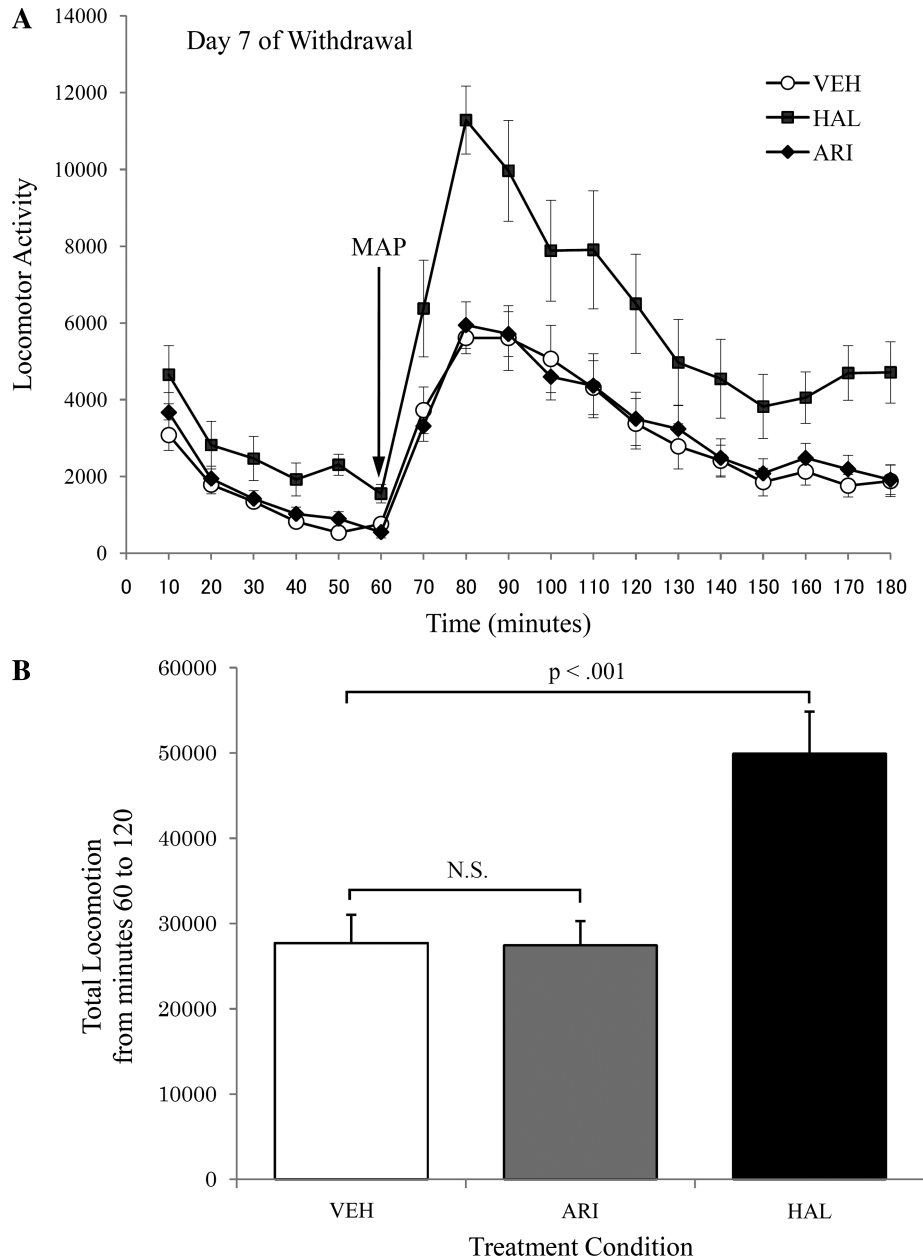 A
Day 7 of Withdrawal
14000
12000
10000
8000
6000
4000
2000
0
Locomotor Activity
VEH
HAL
ARI
MAP
0 10 20 30 40 50 60 70 80 90 100 110 120 130 140 150 160 170 180
Time (minutes)
B
60000
50000
40000
30000
20000
10000
0
Total Locomotion
from minutes 60 to 120
p < .001
N.S.
VEH ARI HAL
Treatment Condition